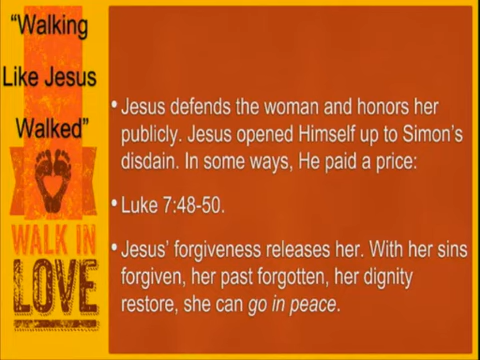 “Walking
Like Jesus
Walked”
WALK IN
LOVE
• Jesus defends the woman and honors her
publicly. Jesus opened Himself up to Simon’s
disdain. In some ways, He paid a price:
• Luke 7:48-50.
• Jesus’ forgiveness releases her. With her sins
forgiven, her past forgotten, her dignity
restore, she can go in peace.